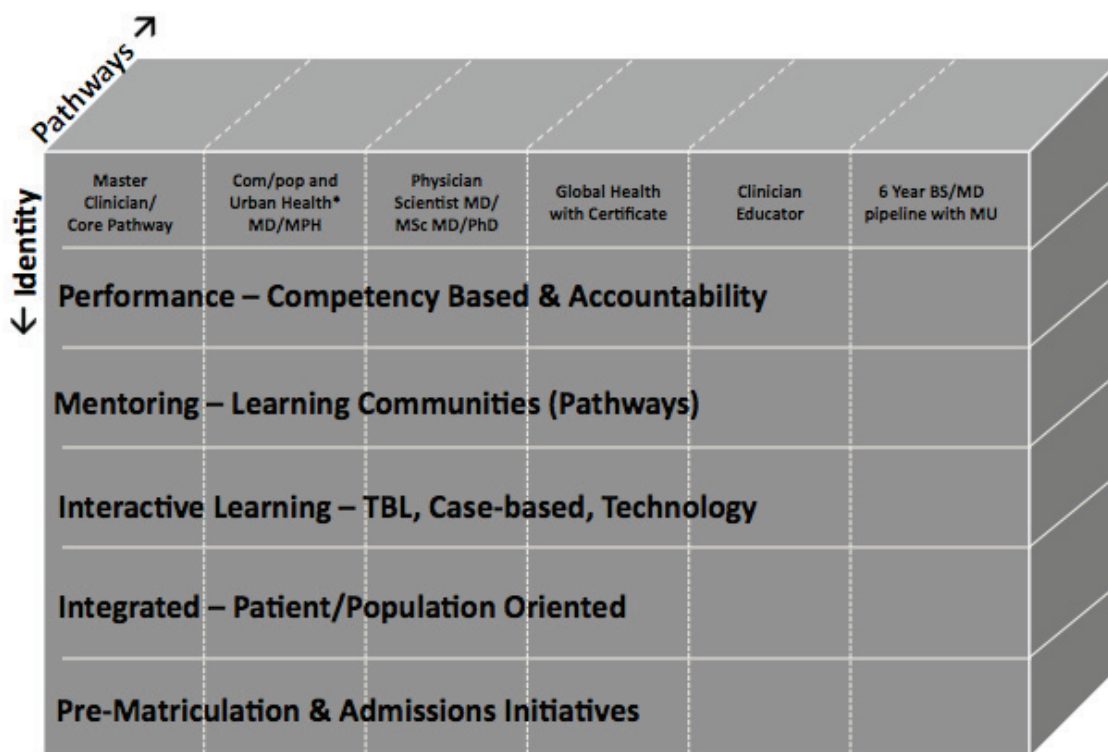 Pathways ↗
← Identity
Master
Clinician/
Core Pathway
Com/pop and
Urban Health*
MD/MPH
Physician
Scientist MD/
MSc MD/PhD
Global Health
with Certificate
Clinician
Educator
6 Year BS/MD
pipeline with MU
Performance – Competency Based & Accountability
Mentoring – Learning Communities (Pathways)
Interactive Learning – TBL, Case-based, Technology
Integrated – Patient/Population Oriented
Pre-Matriculation & Admissions Initiatives